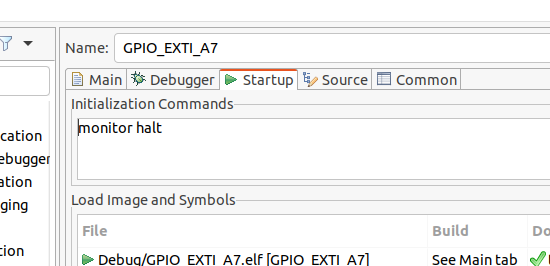 Name: GPIO_EXTI_A7
Main Debugger Startup Source Common
Initialization Commands
monitor halt
cation
ebugger
ation
ging
Load Image and Symbols
File Build Do
Debug/GPIO_EXTI_A7.elf [GPIO_EXTI_A7] See Main tab
tion